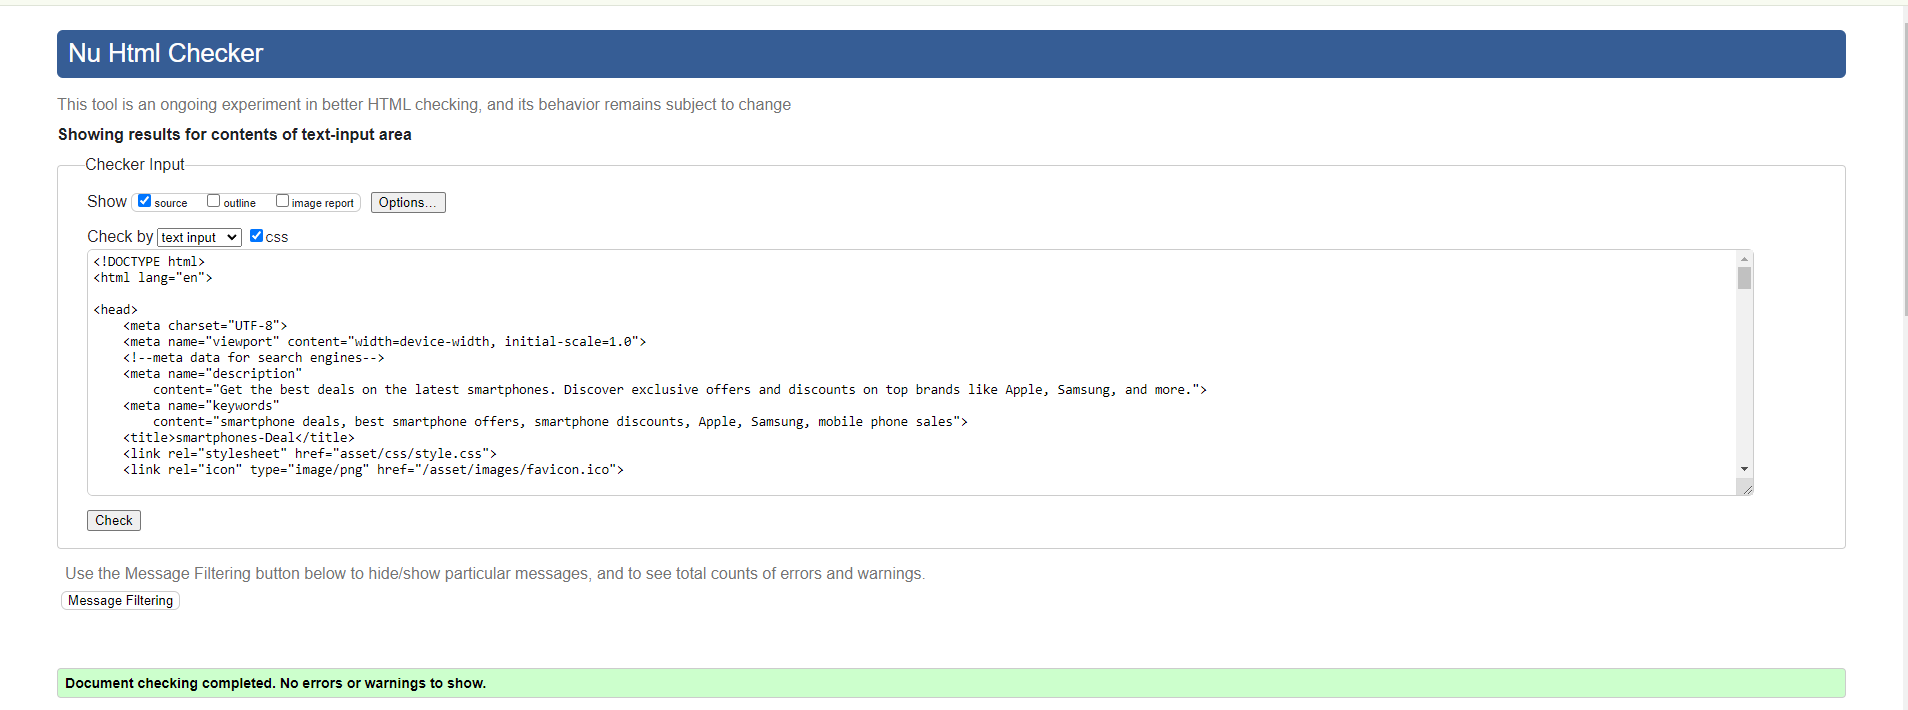 Nu Html Checker
This tool is an ongoing experiment in better HTML checking, and its behavior remains subject to change
Showing results for contents of text-input area
Checker Input
Show source outline image report Options...
Check by text input css
<!DOCTYPE html>
<html lang="en">
<head>
<meta charset="UTF-8">
<meta name="viewport" content="width=device-width, initial-scale=1.0">
<!--meta data for search engines-->
<meta name="description"
content="Get the best deals on the latest smartphones. Discover exclusive offers and discounts on top brands like Apple, Samsung, and more.">
<meta name="keywords"
content="smartphone deals, best smartphone offers, smartphone discounts, Apple, Samsung, mobile phone sales">
<title>smartphones-Deal</title>
<link rel="stylesheet" href="asset/css/style.css">
<link rel="icon" type="image/png" href="/asset/images/favicon.ico">
Check
Use the Message Filtering button below to hide/show particular messages, and to see total counts of errors and warnings.
Message Filtering
Document checking completed. No errors or warnings to show.